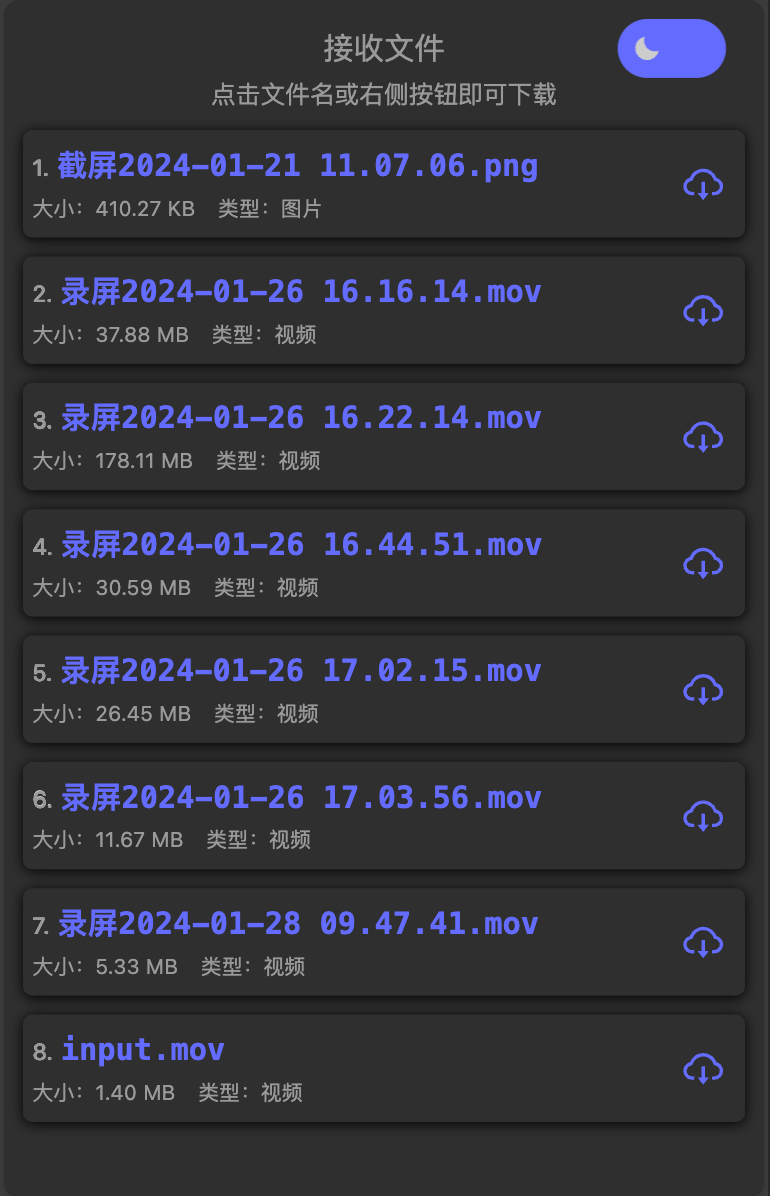 接收文件
点击文件名或右侧按钮即可下载
1. 截屏2024-01-21 11.07.06.png
大小：410.27 KB 类型：图片
2. 录屏2024-01-26 16.16.14.mov
大小：37.88 MB 类型：视频
3. 录屏2024-01-26 16.22.14.mov
大小：178.11 MB 类型：视频
4. 录屏2024-01-26 16.44.51.mov
大小：30.59 MB 类型：视频
5. 录屏2024-01-26 17.02.15.mov
大小：26.45 MB 类型：视频
6. 录屏2024-01-26 17.03.56.mov
大小：11.67 MB 类型：视频
7. 录屏2024-01-28 09.47.41.mov
大小：5.33 MB 类型：视频
8. input.mov
大小：1.40 MB 类型：视频